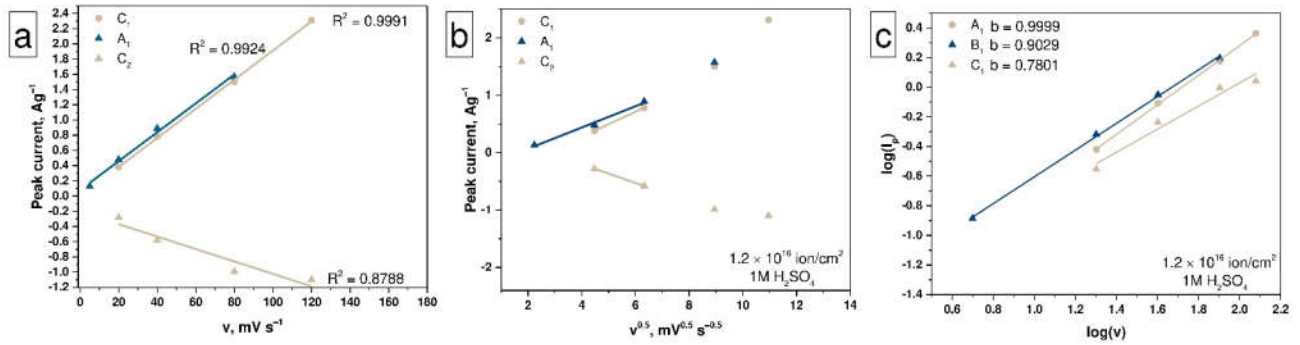 a
C₁
A₁
C₂
R² = 0.9924
R² = 0.9991
R² = 0.8788
Peak current, Ag⁻¹
2.4
2.2
2.0
1.8
1.6
1.4
1.2
1.0
0.8
0.6
0.4
0.2
0.0
-0.2
-0.4
-0.6
-0.8
-1.0
-1.2
20 40 60 80 100 120 140 160 180
v, mV s⁻¹
b
C₁
A₁
C₂
Peak current, Ag⁻¹
2
1
0
-1
-2
1.2 × 10¹⁶ ion/cm²
1M H₂SO₄
2 4 6 8 10 12 14
v⁰·⁵, mV⁰·⁵ s⁻⁰·⁵
c
A₁ b = 0.9999
B₁ b = 0.9029
C₁ b = 0.7801
log(Iₚ)
0.6
0.4
0.2
0.0
-0.2
-0.4
-0.6
-0.8
-1.0
-1.2
-1.4
1.2 × 10¹⁶ ion/cm²
1M H₂SO₄
0.6 0.8 1.0 1.2 1.4 1.6 1.8 2.0 2.2
log(v)